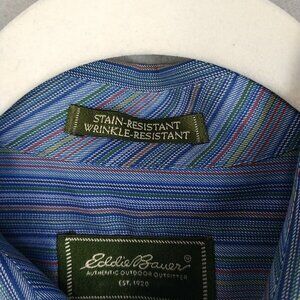 STAIN-RESISTANT
WRINKLE-RESISTANT
Eddie Bauer®
AUTHENTIC OUTDOOR OUTFITTER
EST. 1920